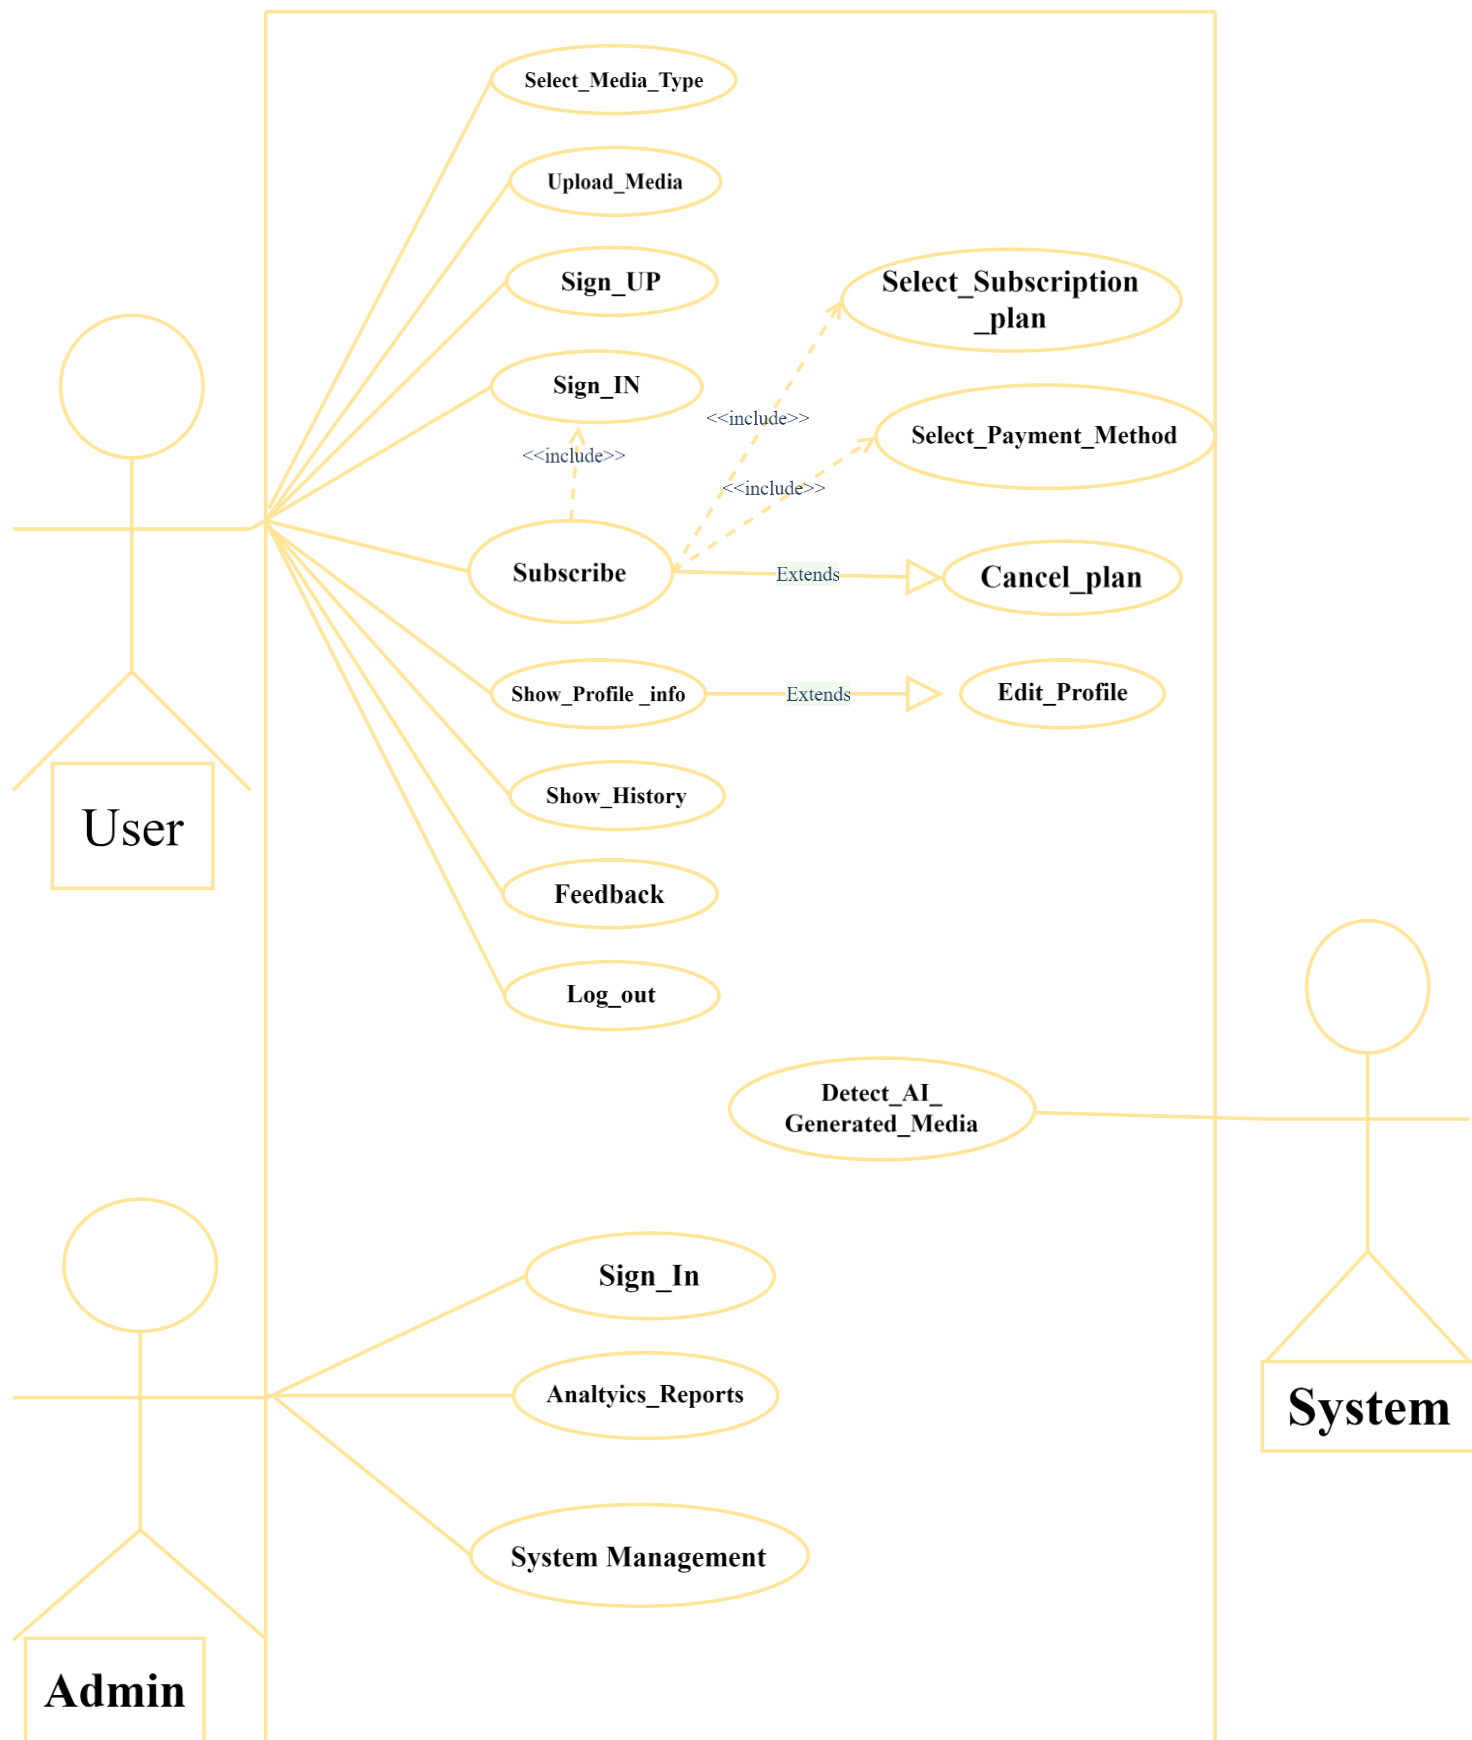 Select_Media_Type
Upload_Media
Sign_UP
Select_Subscription
_plan
Sign_IN
<<include>>
Select_Payment_Method
<<include>>
<<include>>
Subscribe
Extends
Cancel_plan
Show_Profile _info
Extends
Edit_Profile
Show_History
User
Feedback
Log_out
Detect_AI_
Generated_Media
Sign_In
Analtyics_Reports
System
System Management
Admin